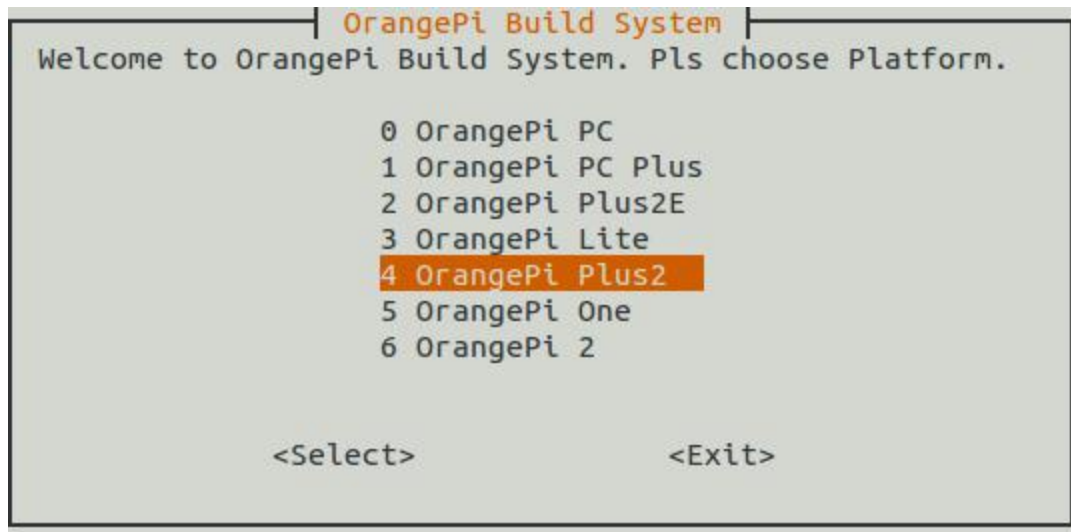 OrangePi Build System
Welcome to OrangePi Build System. Pls choose Platform.
0 OrangePi PC
1 OrangePi PC Plus
2 OrangePi Plus2E
3 OrangePi Lite
4 OrangePi Plus2
5 OrangePi One
6 OrangePi 2
<Select> <Exit>